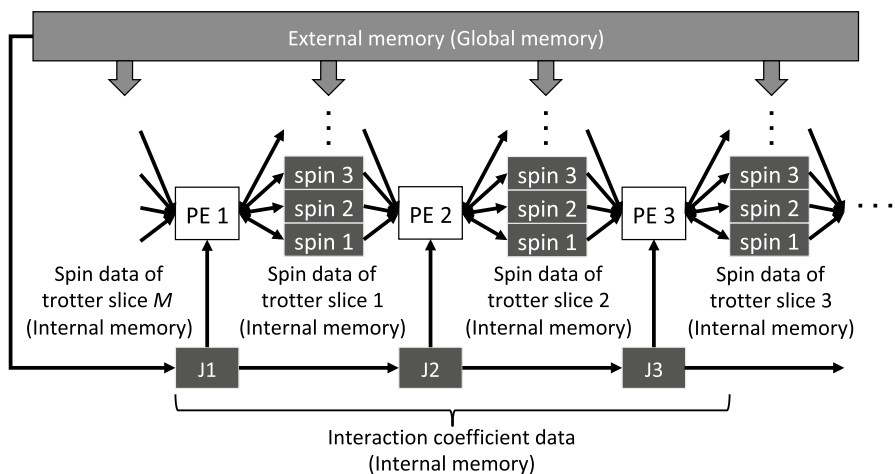 External memory (Global memory)
spin 3
spin 3
spin 3
PE 1
spin 2
PE 2
spin 2
PE 3
spin 2
spin 1
spin 1
spin 1
Spin data of
trotter slice M
(Internal memory)
Spin data of
trotter slice 1
(Internal memory)
Spin data of
trotter slice 2
(Internal memory)
Spin data of
trotter slice 3
(Internal memory)
J1
J2
J3
Interaction coefficient data
(Internal memory)